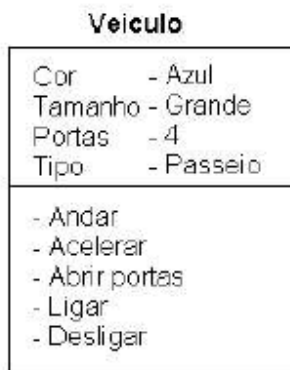 Veiculo
Cor - Azul
Tamanho - Grande
Portas - 4
Tipo - Passeio
- Andar
- Acelerar
- Abrir portas
- Ligar
- Desligar